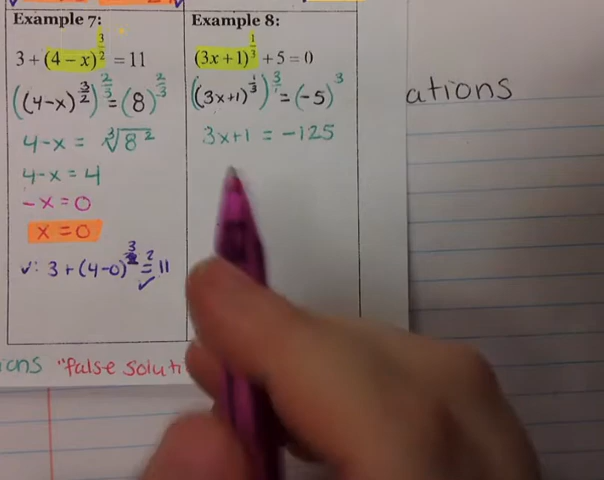 Example 7:
3 + (4 − x)^(3/2) = 11
((4-x)^(3/2))^(2/3) = (8)^(2/3)
4-x = ∛8²
4-x = 4
-x = 0
x = 0
✓: 3 + (4-0)^(3/2) ≟ 11 ✓
Example 8:
(3x + 1)^(1/3) + 5 = 0
((3x+1)^(1/3))^(3/1) = (-5)^3
3x+1 = -125
ations
ons "false soluti